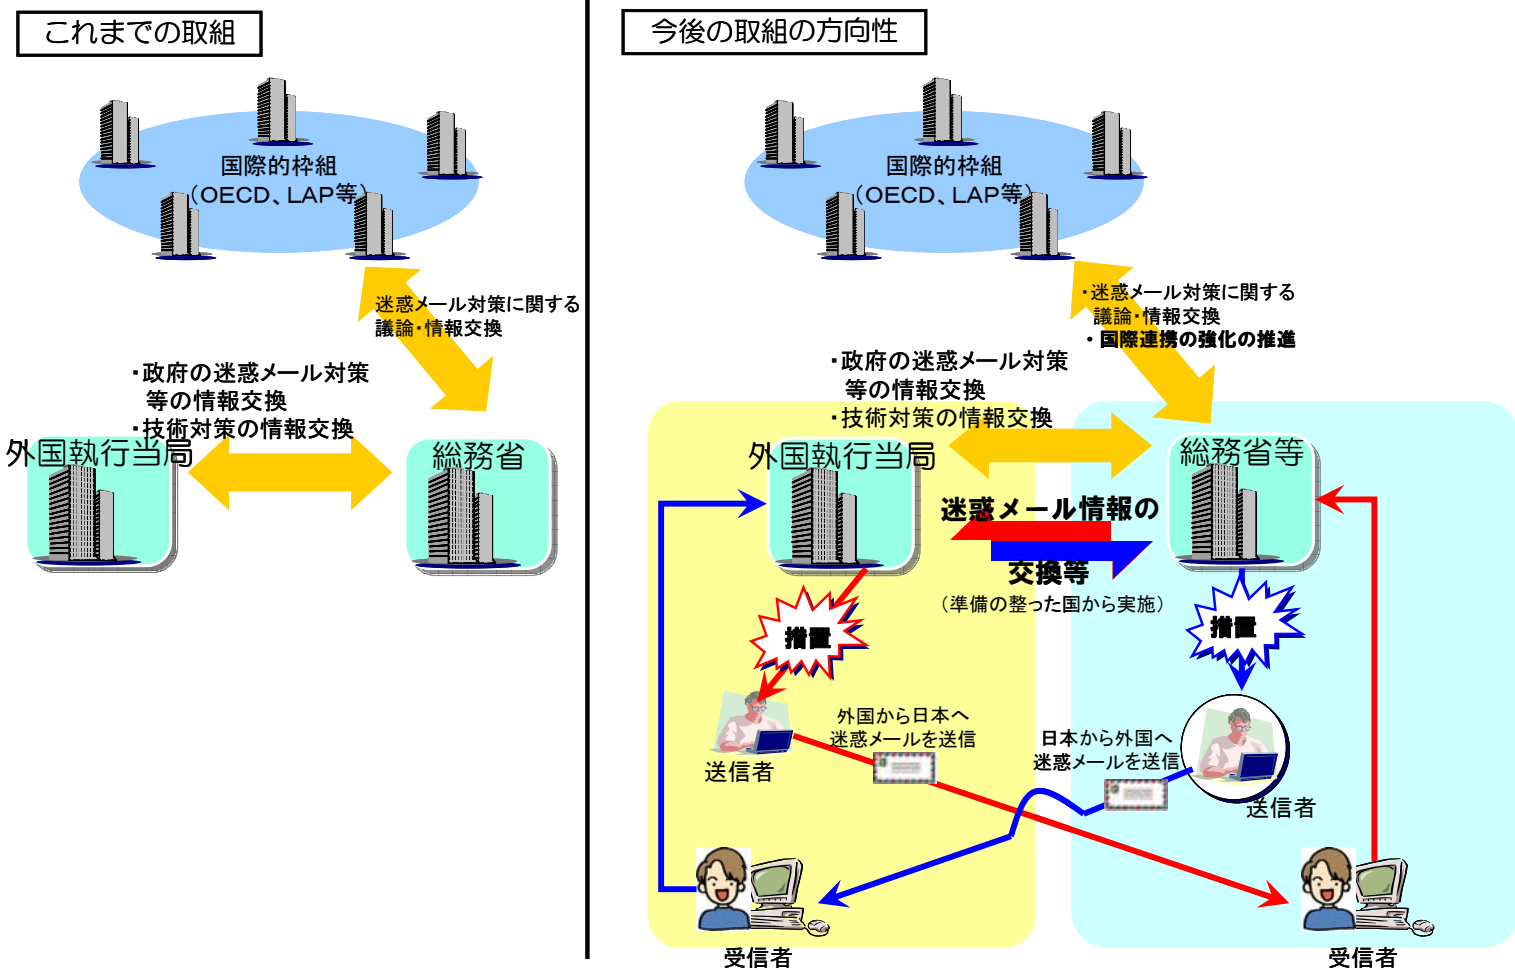 これまでの取組
国際的枠組
（OECD、LAP等）
迷惑メール対策に関する
議論・情報交換
・政府の迷惑メール対策
等の情報交換
・技術対策の情報交換
外国執行当局
総務省
今後の取組の方向性
国際的枠組
（OECD、LAP等）
・迷惑メール対策に関する
議論・情報交換
・国際連携の強化の推進
・政府の迷惑メール対策
等の情報交換
・技術対策の情報交換
外国執行当局
総務省等
迷惑メール情報の
交換等
（準備の整った国から実施）
措置
措置
外国から日本へ
迷惑メールを送信
日本から外国へ
迷惑メールを送信
送信者
送信者
受信者
受信者